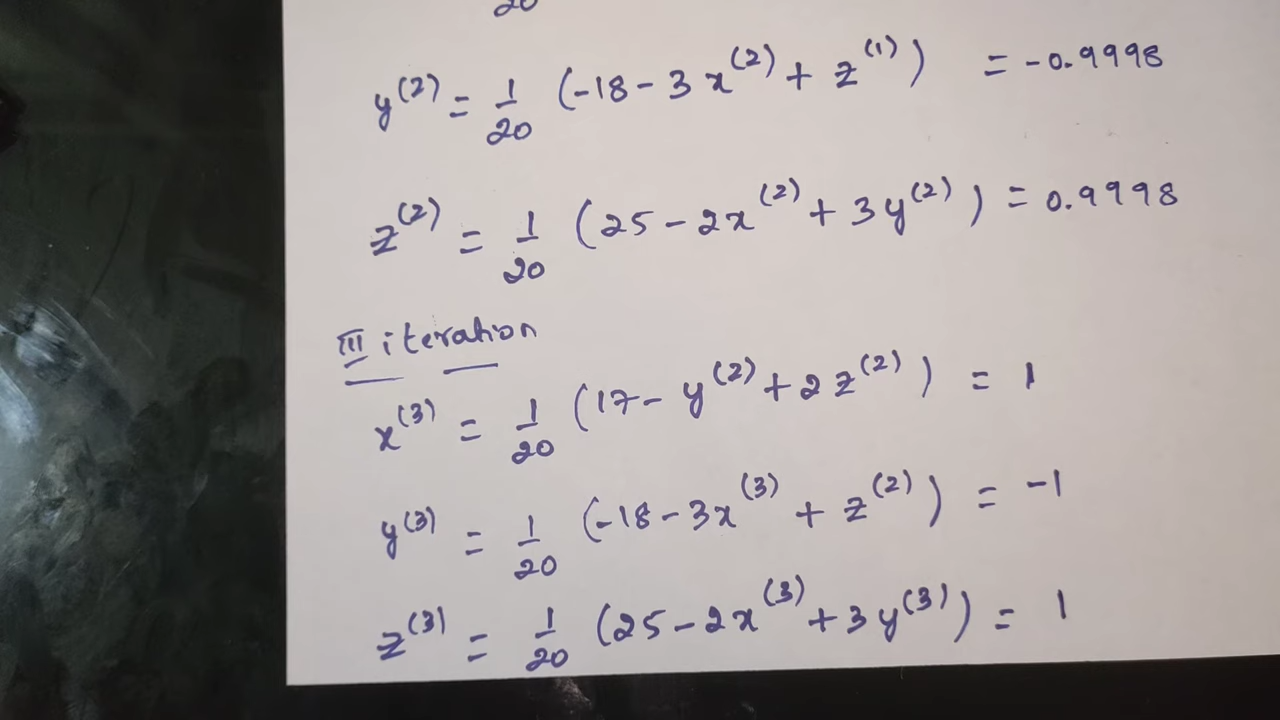 20
y⁽²⁾ = 1/20 (-18 - 3x⁽²⁾ + z⁽¹⁾) = -0.9998
z⁽²⁾ = 1/20 (25 - 2x⁽²⁾ + 3y⁽²⁾) = 0.9998
III iteration
x⁽³⁾ = 1/20 (17 - y⁽²⁾ + 2z⁽²⁾) = 1
y⁽³⁾ = 1/20 (-18 - 3x⁽³⁾ + z⁽²⁾) = -1
z⁽³⁾ = 1/20 (25 - 2x⁽³⁾ + 3y⁽³⁾) = 1